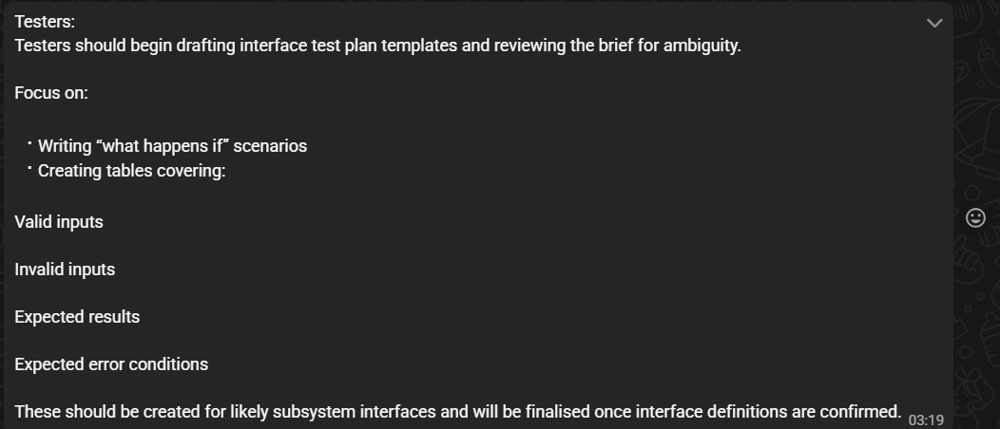 Testers:
Testers should begin drafting interface test plan templates and reviewing the brief for ambiguity.
Focus on:
· Writing “what happens if” scenarios
· Creating tables covering:
Valid inputs
Invalid inputs
Expected results
Expected error conditions
These should be created for likely subsystem interfaces and will be finalised once interface definitions are confirmed.
03:19